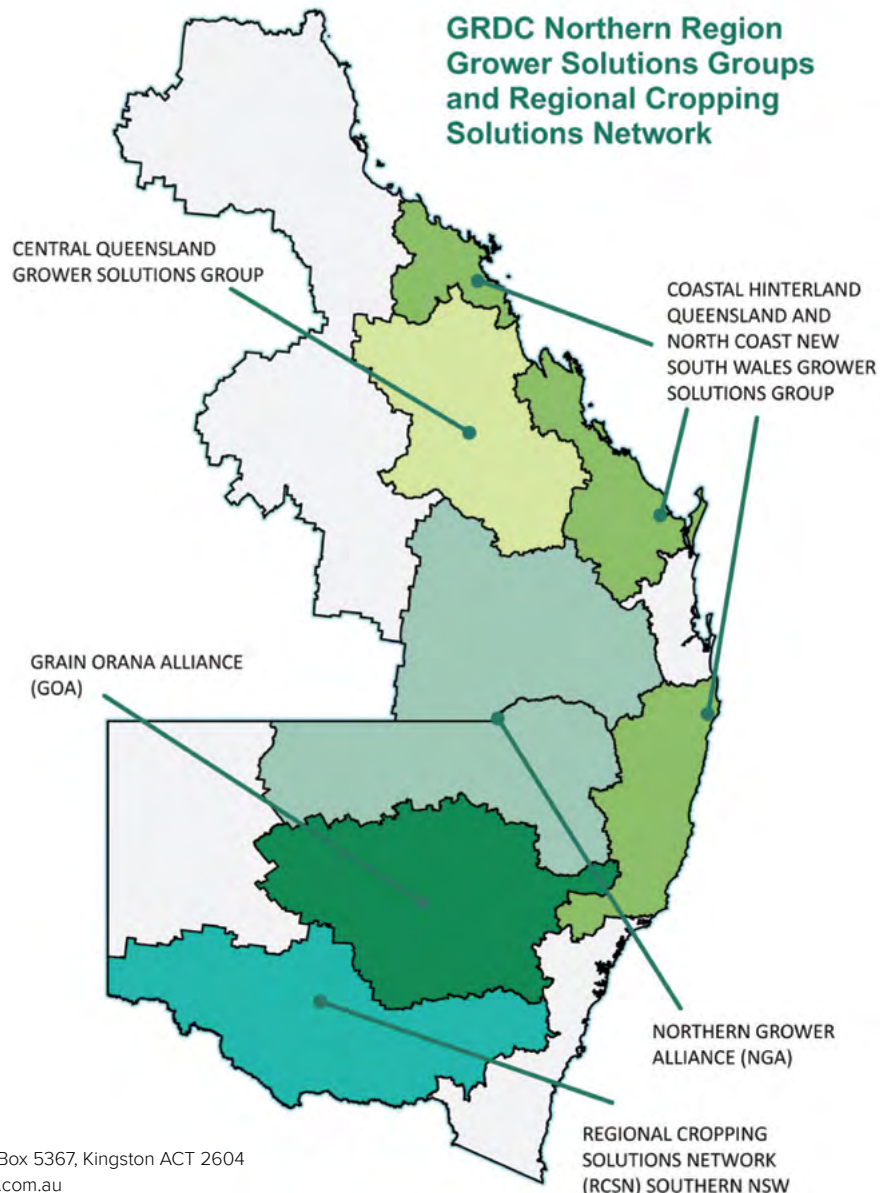 GRDC Northern Region
Grower Solutions Groups
and Regional Cropping
Solutions Network
CENTRAL QUEENSLAND
GROWER SOLUTIONS GROUP
COASTAL HINTERLAND
QUEENSLAND AND
NORTH COAST NEW
SOUTH WALES GROWER
SOLUTIONS GROUP
GRAIN ORANA ALLIANCE
(GOA)
NORTHERN GROWER
ALLIANCE (NGA)
REGIONAL CROPPING
SOLUTIONS NETWORK
(RCSN) SOUTHERN NSW
Box 5367, Kingston ACT 2604
.com.au